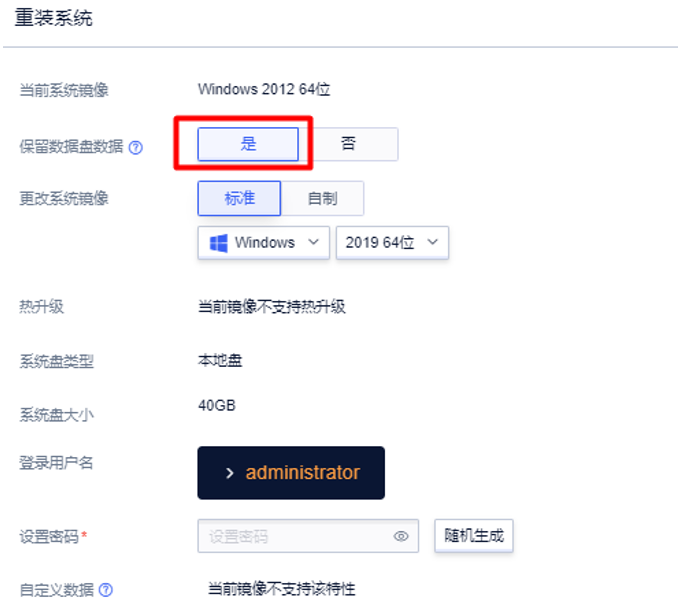 重装系统
当前系统镜像 Windows 2012 64位
保留数据盘数据 ? 是 否
更改系统镜像 标准 自制
Windows 2019 64位
热升级 当前镜像不支持热升级
系统盘类型 本地盘
系统盘大小 40GB
登录用户名 > administrator
设置密码* 设置密码 随机生成
自定义数据 ? 当前镜像不支持该特性